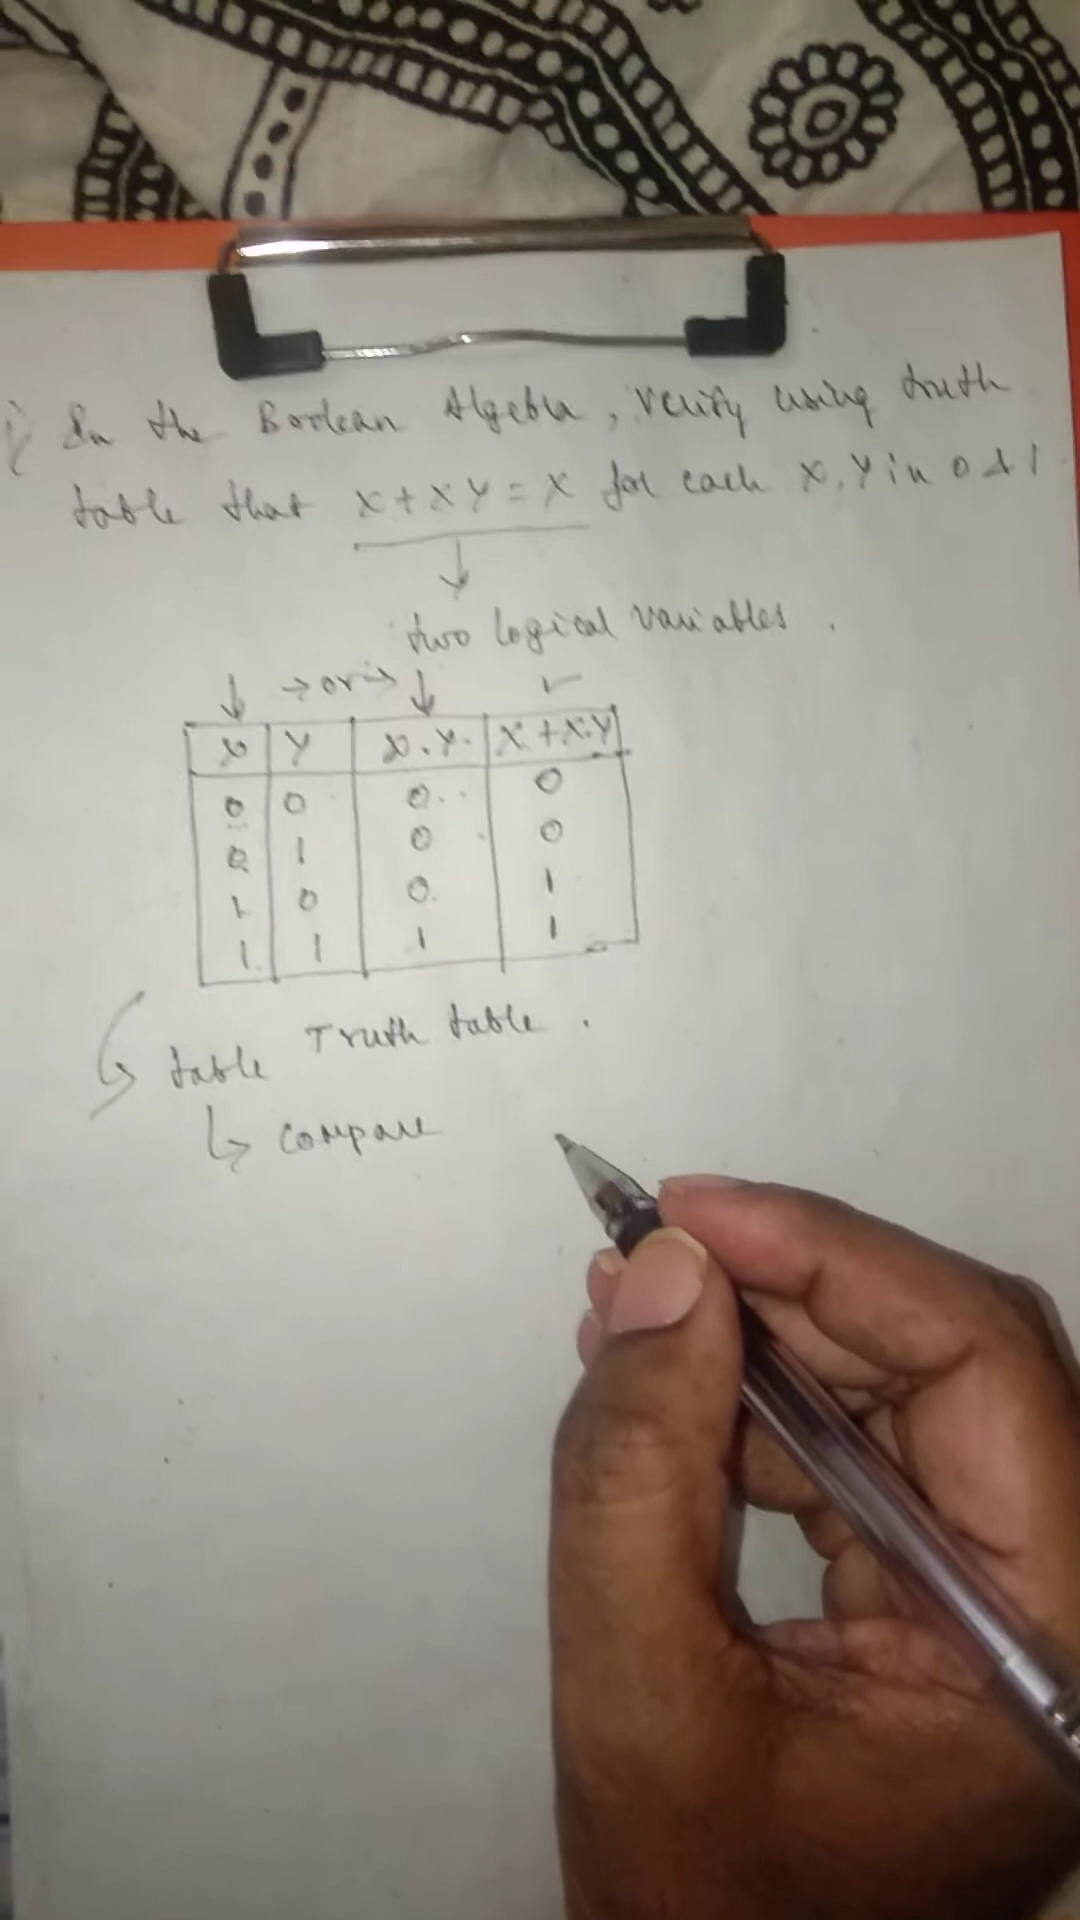 In the Boolean Algebra, verify using truth
table that X + XY = X for each X, Y in 0 & 1
↓
two logical variables.
↓ → or → ↓ ✓
X Y X.Y. X + X.Y
0 0 0 0
0 1 0 0
1 0 0 1
1 1 1 1
Truth table.
↳ table
↳ compare